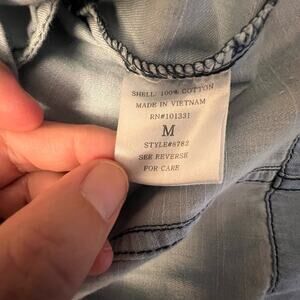 SHELL: 100% COTTON
MADE IN VIETNAM
RN#101331
M
STYLE#8782
SEE REVERSE
FOR CARE